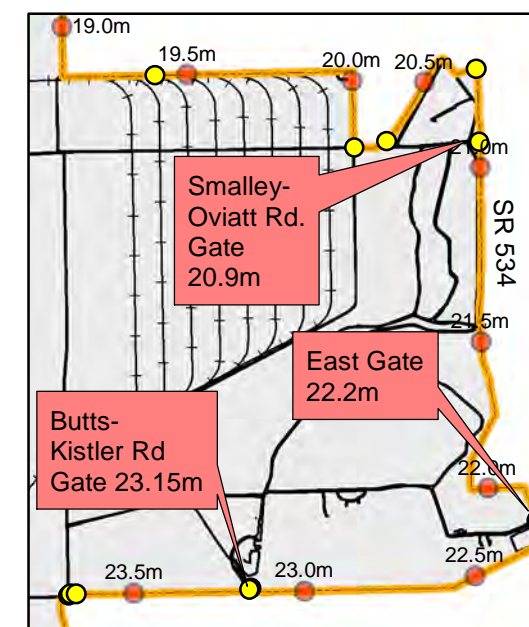 19.0m
19.5m
20.0m
20.5m
21.0m
Smalley-
Oviatt Rd.
Gate
20.9m
SR 534
21.5m
East Gate
22.2m
Butts-
Kistler Rd
Gate 23.15m
22.0m
22.5m
23.0m
23.5m